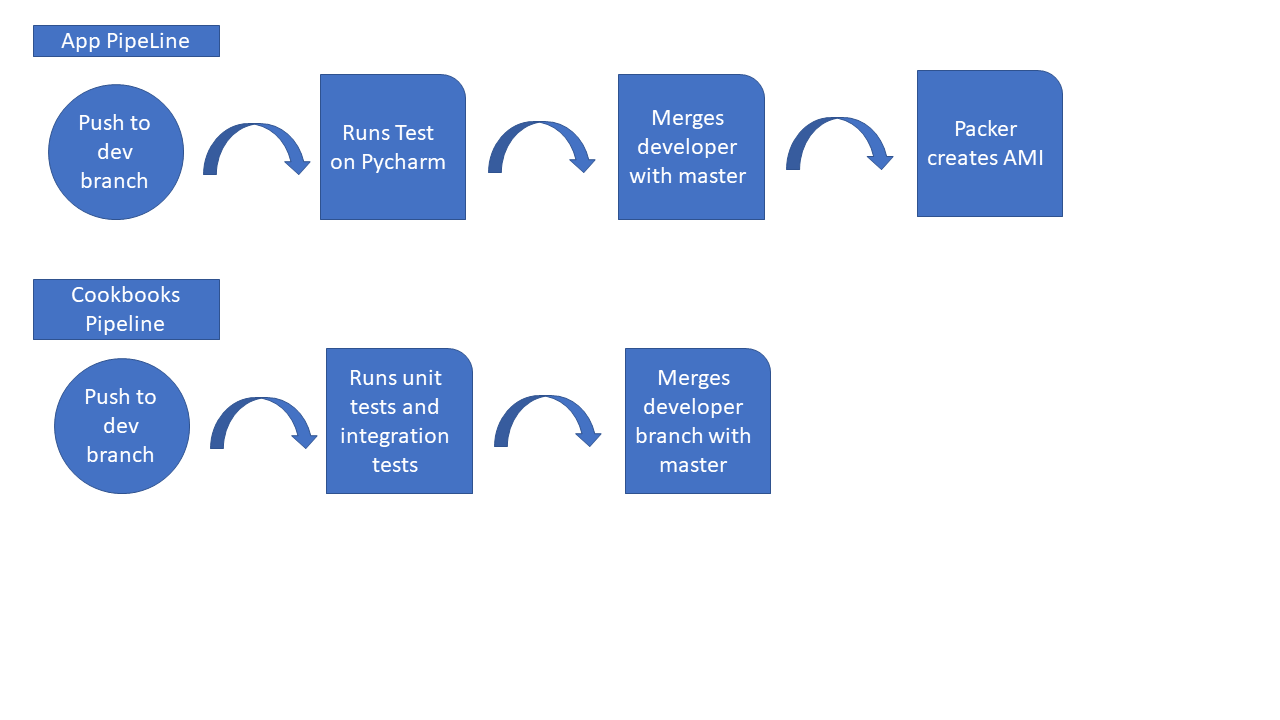 App PipeLine
Push to
dev
branch
Runs Test
on Pycharm
Merges
developer
with master
Packer
creates AMI
Cookbooks
Pipeline
Push to
dev
branch
Runs unit
tests and
integration
tests
Merges
developer
branch with
master